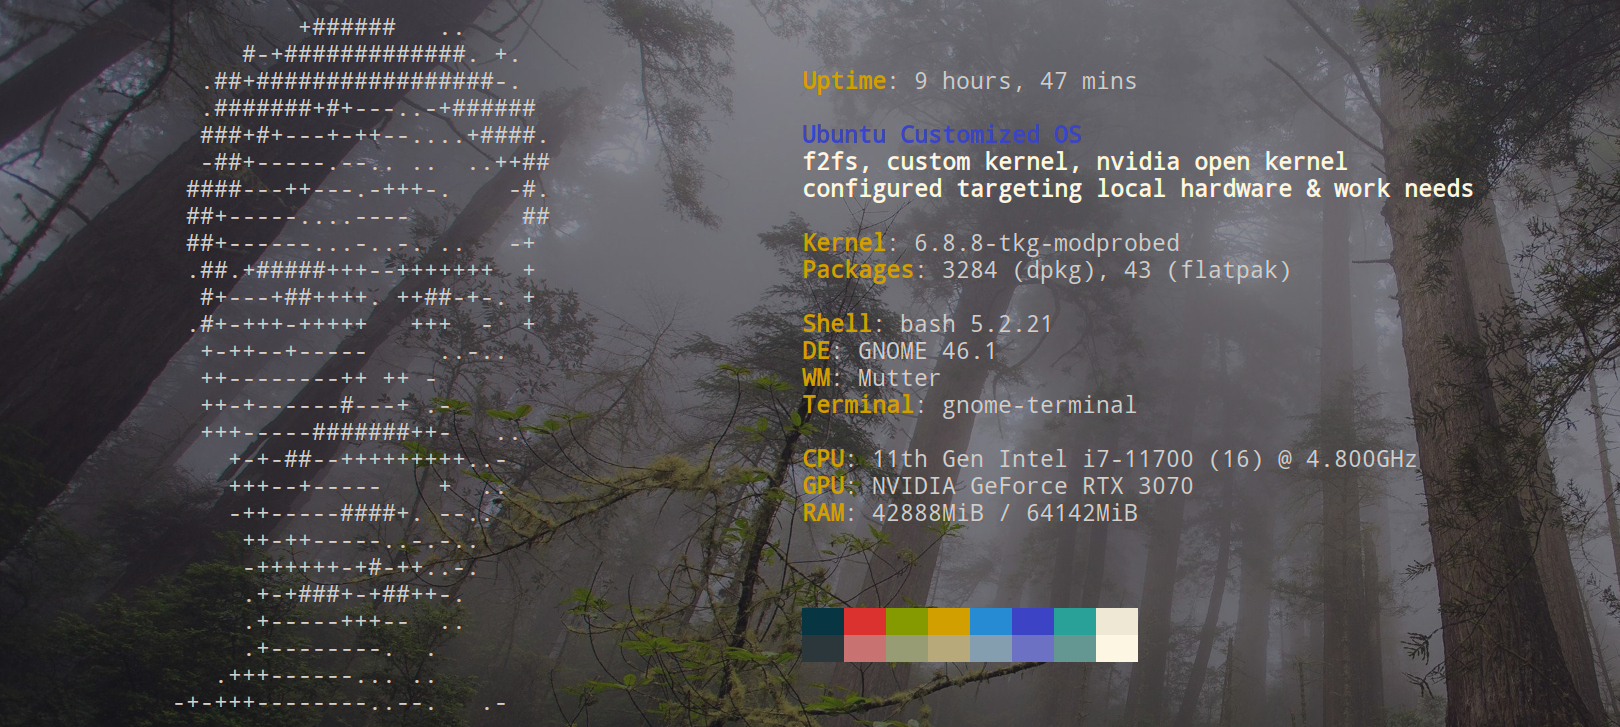 Uptime: 9 hours, 47 mins
Ubuntu Customized OS
f2fs, custom kernel, nvidia open kernel
configured targeting local hardware & work needs
Kernel: 6.8.8-tkg-modprobed
Packages: 3284 (dpkg), 43 (flatpak)
Shell: bash 5.2.21
DE: GNOME 46.1
WM: Mutter
Terminal: gnome-terminal
CPU: 11th Gen Intel i7-11700 (16) @ 4.800GHz
GPU: NVIDIA GeForce RTX 3070
RAM: 42888MiB / 64142MiB